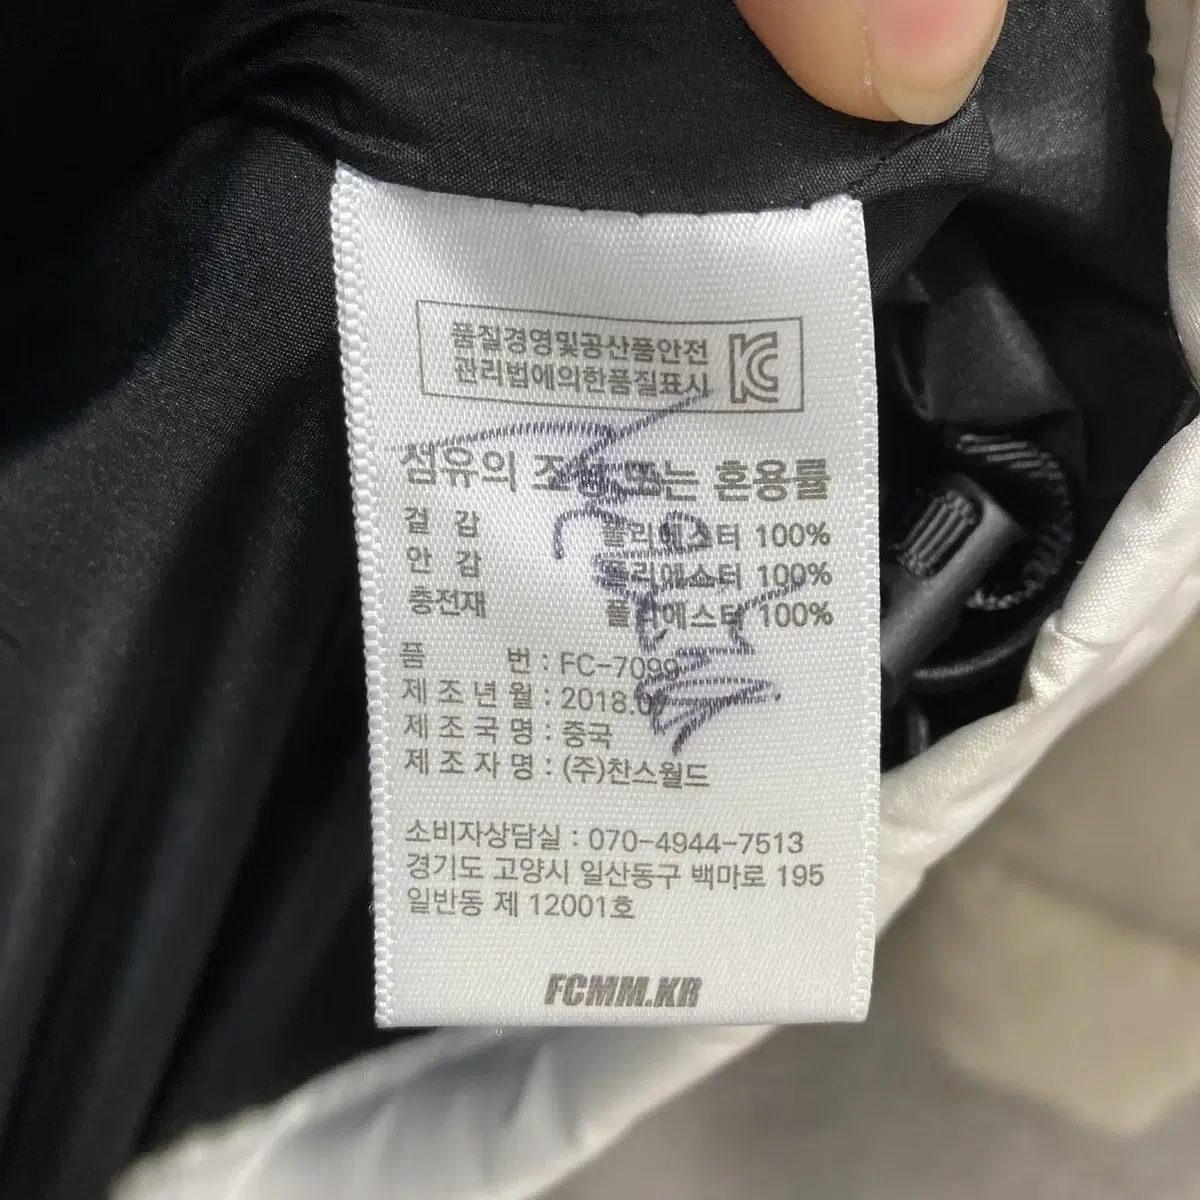 품질경영및공산품안전
관리법에의한품질표시
섬유의 조성 또는 혼용률
겉 감 폴리에스터 100%
안 감 폴리에스터 100%
충전재 폴리에스터 100%
품 번 : FC-7099
제 조 년 월 :
제 조 국 명 : 중국
제 조 자 명 : (주)찬스월드
소비자상담실 : 070-4944-7513
경기도 고양시 일산동구 백마로 195
일반동 제 12001호
FCMM.KR